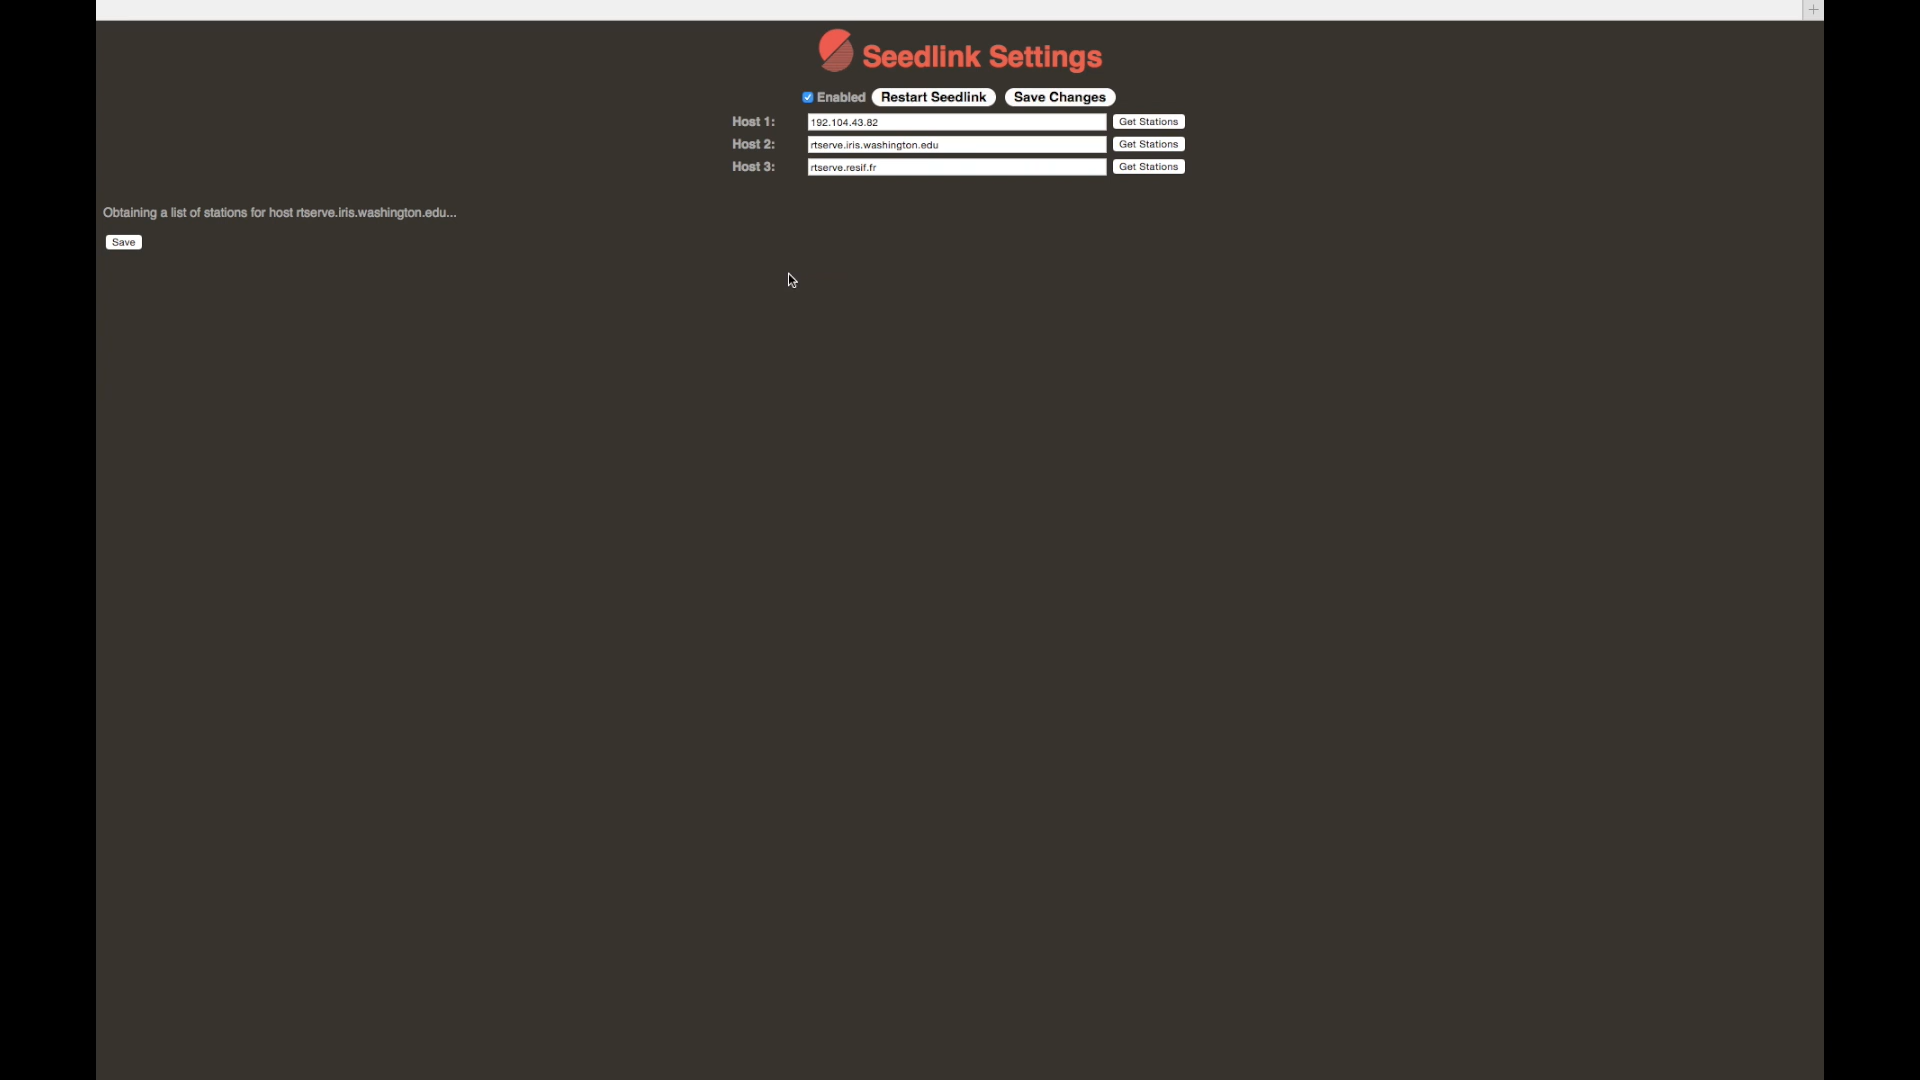 Seedlink Settings
Enabled Restart Seedlink Save Changes
Host 1: 192.104.43.82 Get Stations
Host 2: rtserve.iris.washington.edu Get Stations
Host 3: rtserve.resif.fr Get Stations
Obtaining a list of stations for host rtserve.iris.washington.edu...
Save